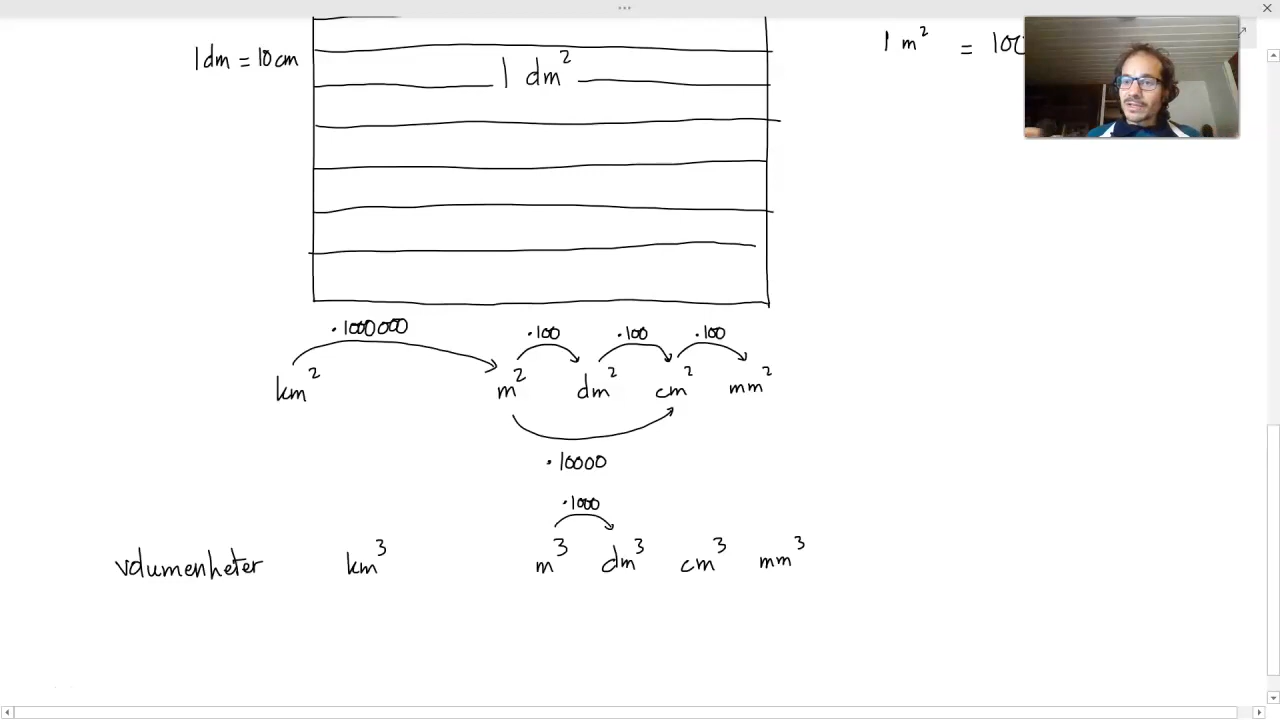 1dm = 10cm
1 dm²
1 m² = 100
·1000000
·100 ·100 ·100
km² m² dm² cm² mm²
·10000
·1000
volumenheter km³ m³ dm³ cm³ mm³